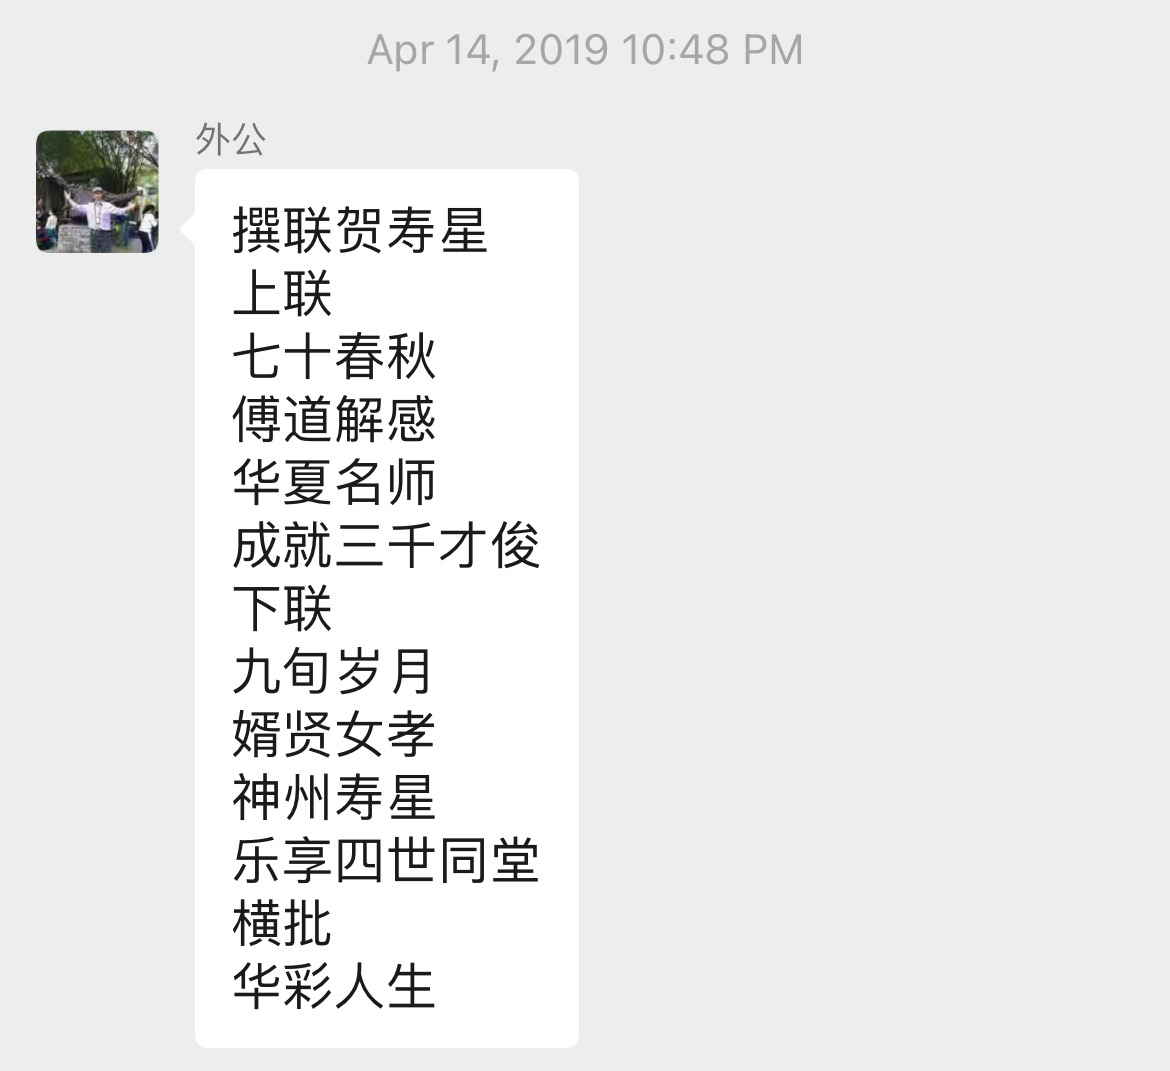 Apr 14, 2019 10:48 PM
外公
撰联贺寿星
上联
七十春秋
傅道解感
华夏名师
成就三千才俊
下联
九旬岁月
婿贤女孝
神州寿星
乐享四世同堂
横批
华彩人生